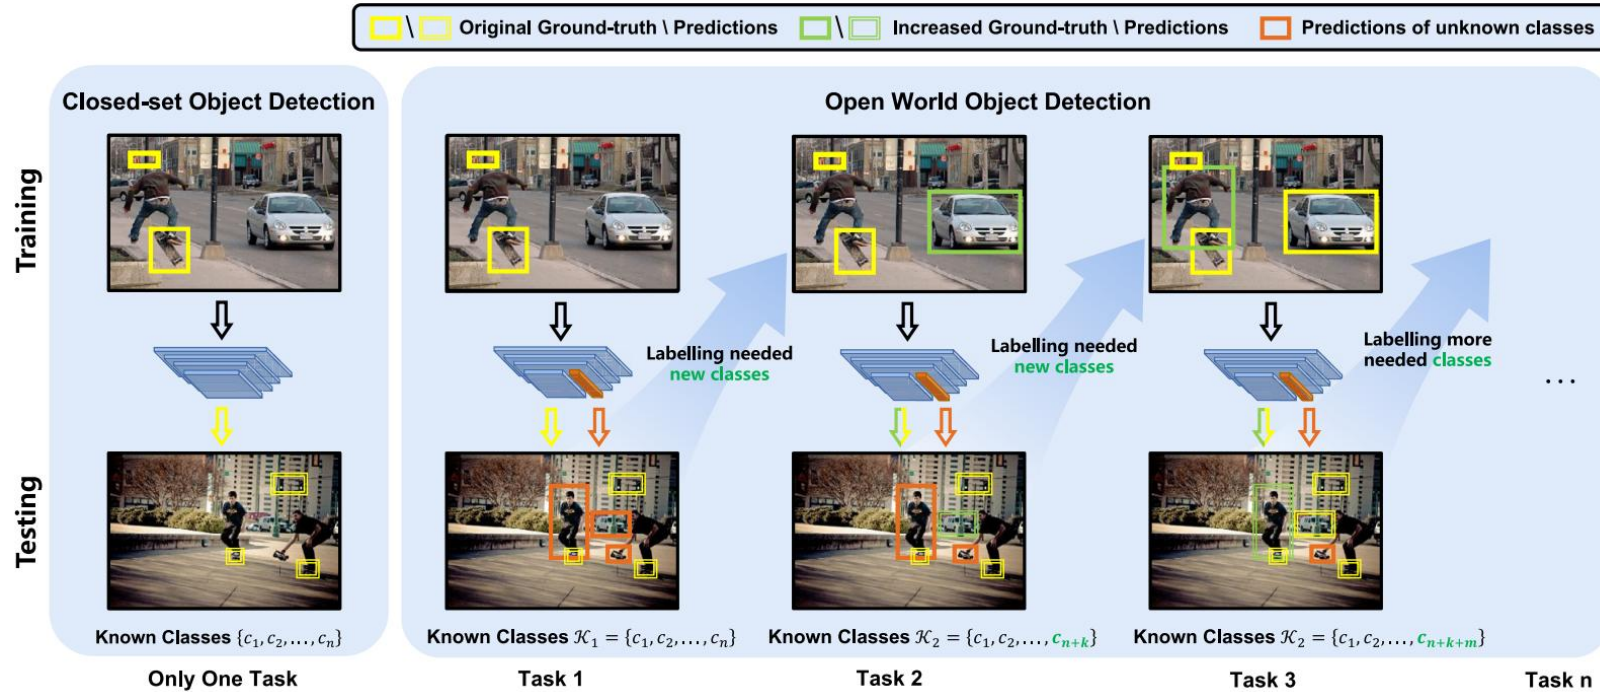 \ Original Ground-truth \ Predictions \ Increased Ground-truth \ Predictions Predictions of unknown classes
Closed-set Object Detection
Open World Object Detection
Training
Labelling needed
new classes
Labelling needed
new classes
Labelling more
needed classes
...
Testing
Known Classes {c₁, c₂, ..., cₙ}
Known Classes 𝒦₁ = {c₁, c₂, ..., cₙ}
Known Classes 𝒦₂ = {c₁, c₂, ..., cₙ₊ₖ}
Known Classes 𝒦₂ = {c₁, c₂, ..., cₙ₊ₖ₊ₘ}
Only One Task
Task 1
Task 2
Task 3
Task n